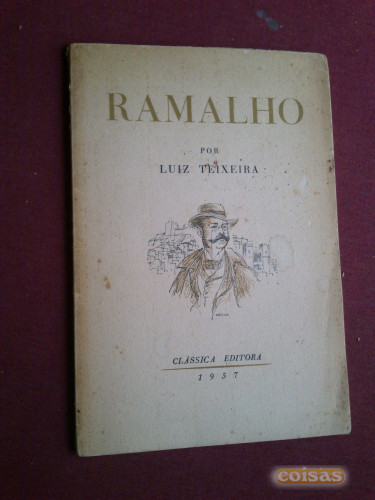 RAMALHO
POR
LUIZ TEIXEIRA
CLÁSSICA EDITORA
1957
coisas